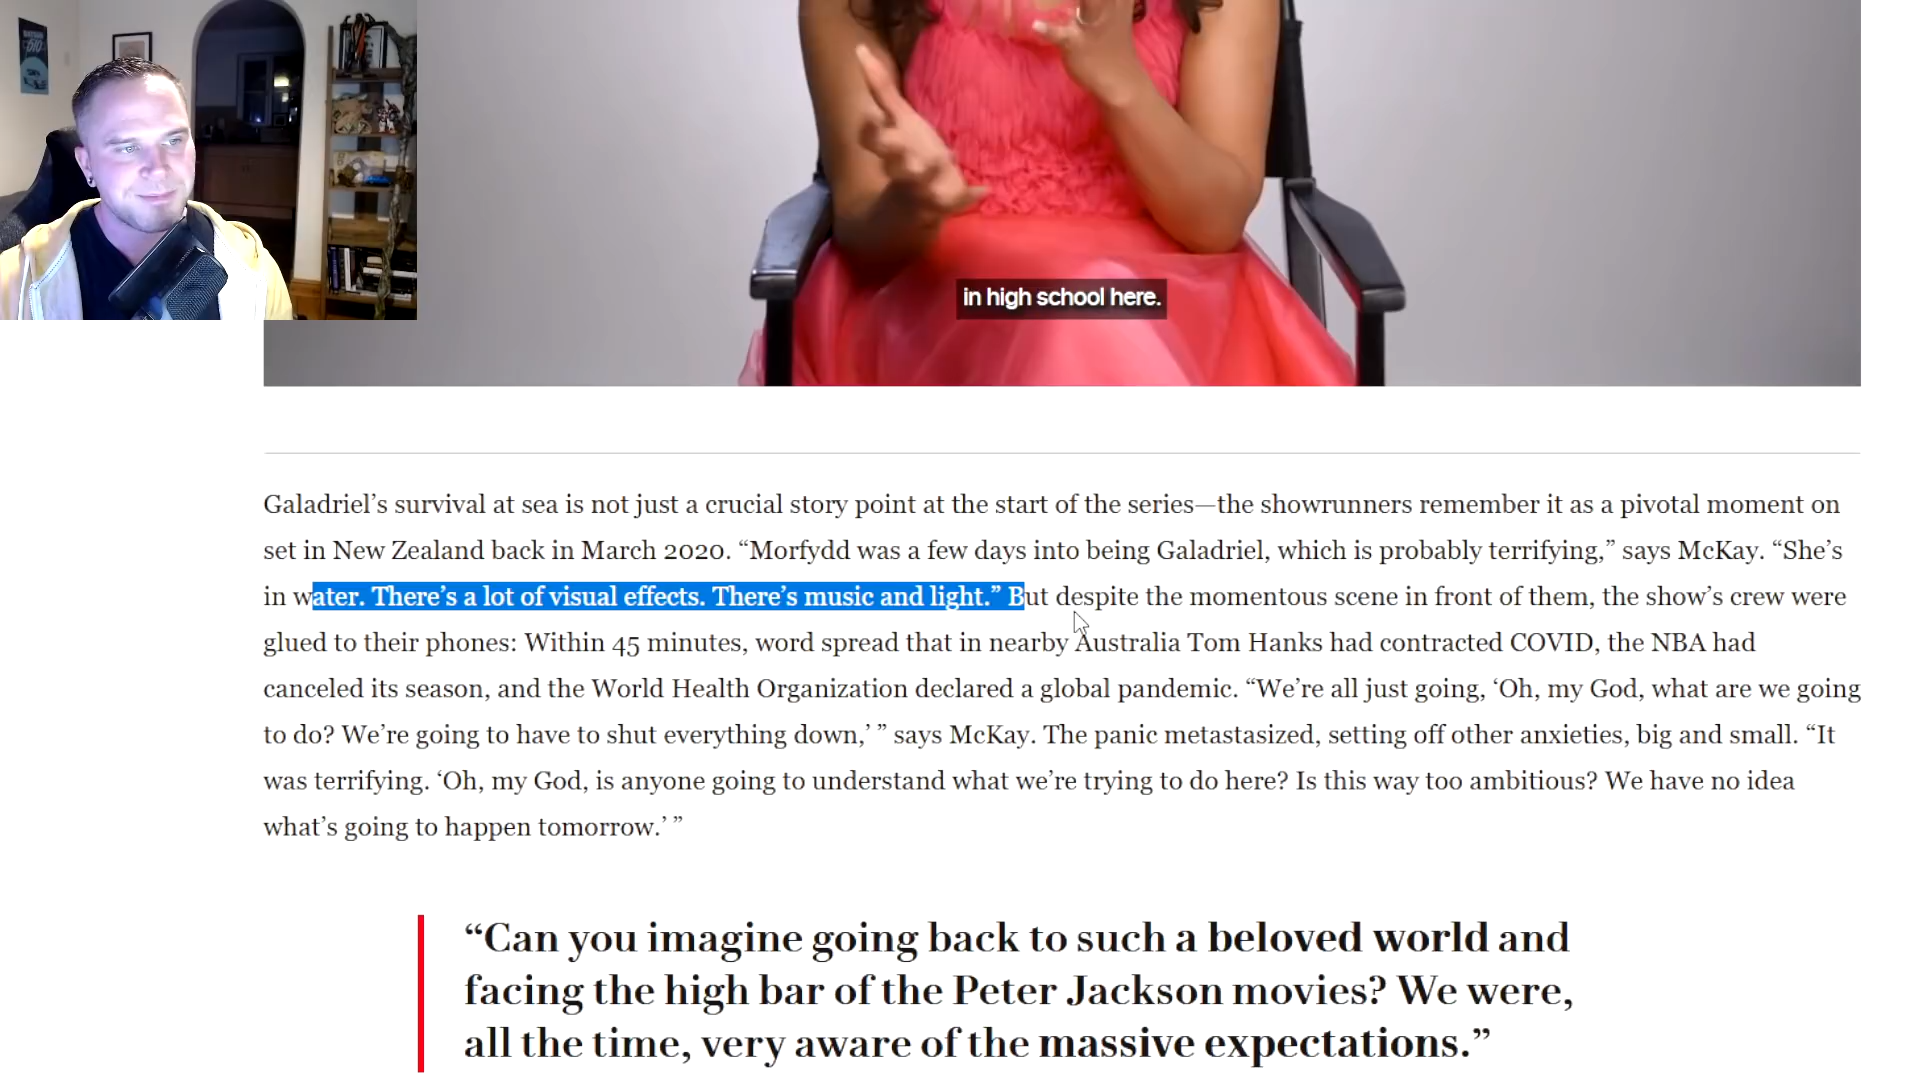 in high school here.
Galadriel’s survival at sea is not just a crucial story point at the start of the series—the showrunners remember it as a pivotal moment on
set in New Zealand back in March 2020. “Morfydd was a few days into being Galadriel, which is probably terrifying,” says McKay. “She’s
in water. There’s a lot of visual effects. There’s music and light.” But despite the momentous scene in front of them, the show’s crew were
glued to their phones: Within 45 minutes, word spread that in nearby Australia Tom Hanks had contracted COVID, the NBA had
canceled its season, and the World Health Organization declared a global pandemic. “We’re all just going, ‘Oh, my God, what are we going
to do? We’re going to have to shut everything down,’ ” says McKay. The panic metastasized, setting off other anxieties, big and small. “It
was terrifying. ‘Oh, my God, is anyone going to understand what we’re trying to do here? Is this way too ambitious? We have no idea
what’s going to happen tomorrow.’ ”
“Can you imagine going back to such a beloved world and
facing the high bar of the Peter Jackson movies? We were,
all the time, very aware of the massive expectations.”